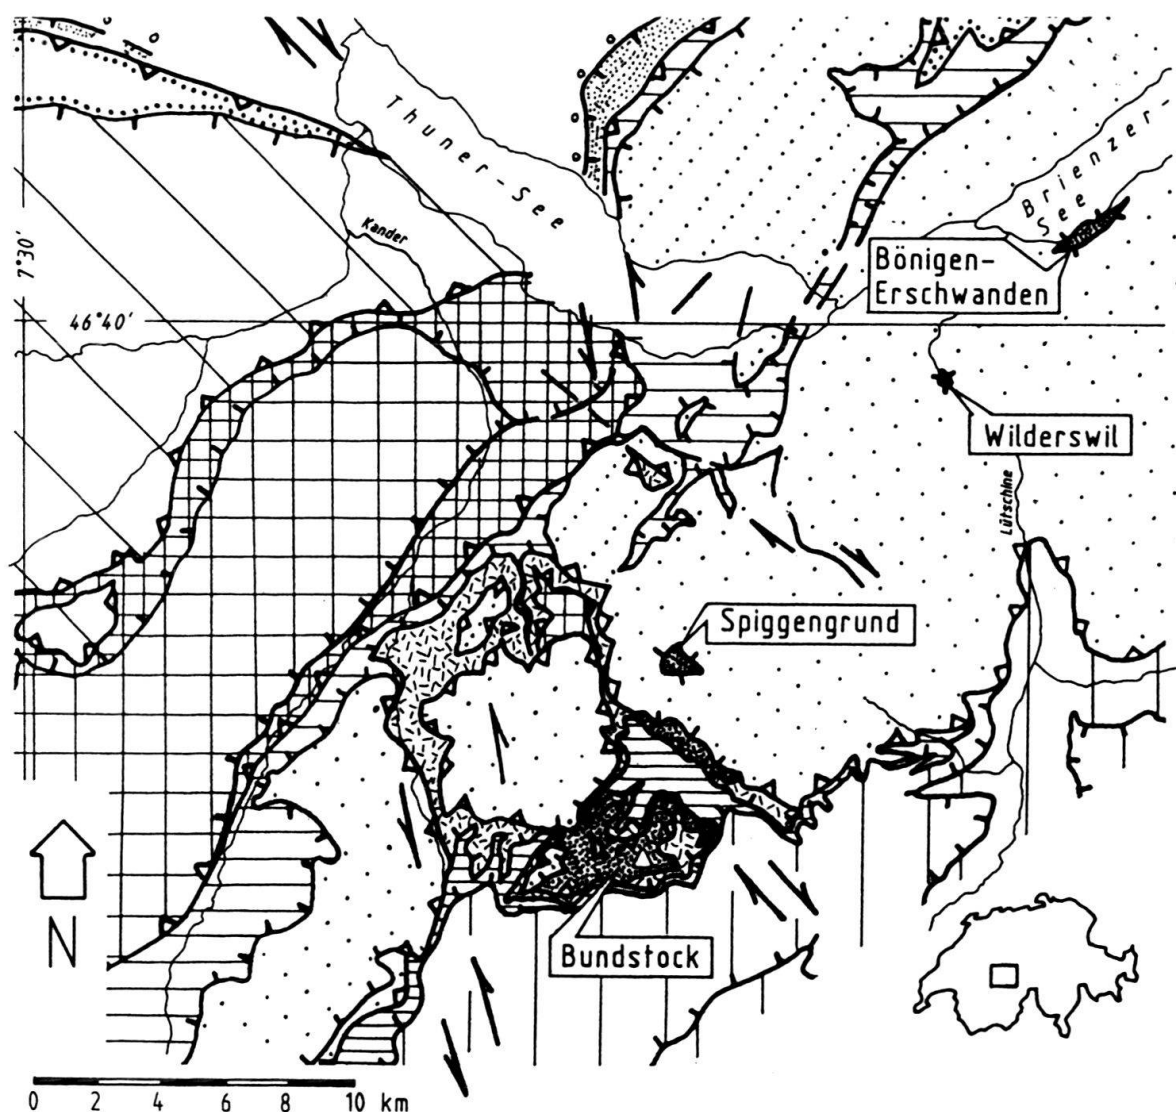 Thuner-See
Kander
7°30'
46°40'
Brienzer
See
Bönigen-
Erschwanden
Wilderswil
Lütschine
Spiggengrund
Bundstock
N
0 2 4 6 8 10 km